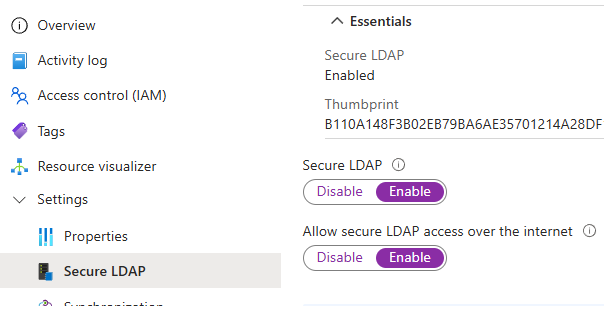 Overview
Activity log
Access control (IAM)
Tags
Resource visualizer
Settings
Properties
Secure LDAP
Synchronization
Essentials
Secure LDAP
Enabled
Thumbprint
B110A148F3B02EB79BA6AE35701214A28DF
Secure LDAP
Disable Enable
Allow secure LDAP access over the internet
Disable Enable